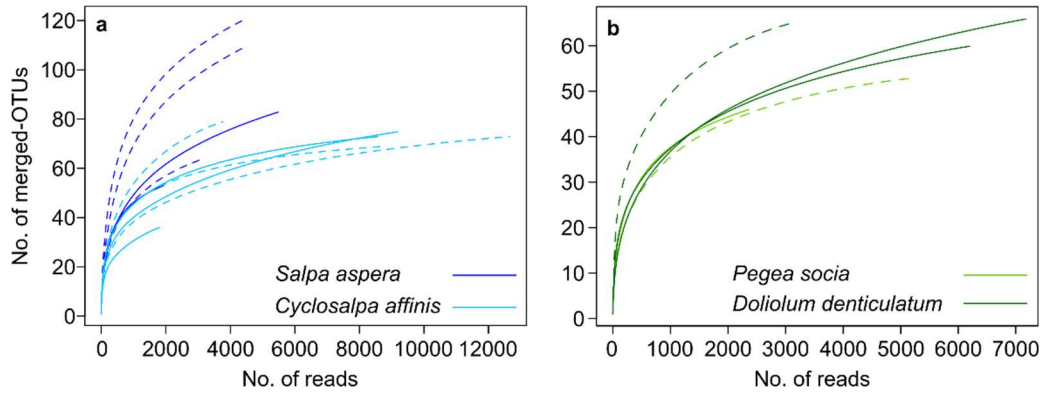 a
No. of merged-OTUs
120
100
80
60
40
20
0
Salpa aspera
Cyclosalpa affinis
0 2000 4000 6000 8000 10000 12000
No. of reads
b
60
50
40
30
20
10
0
Pegea socia
Doliolum denticulatum
0 1000 2000 3000 4000 5000 6000 7000
No. of reads